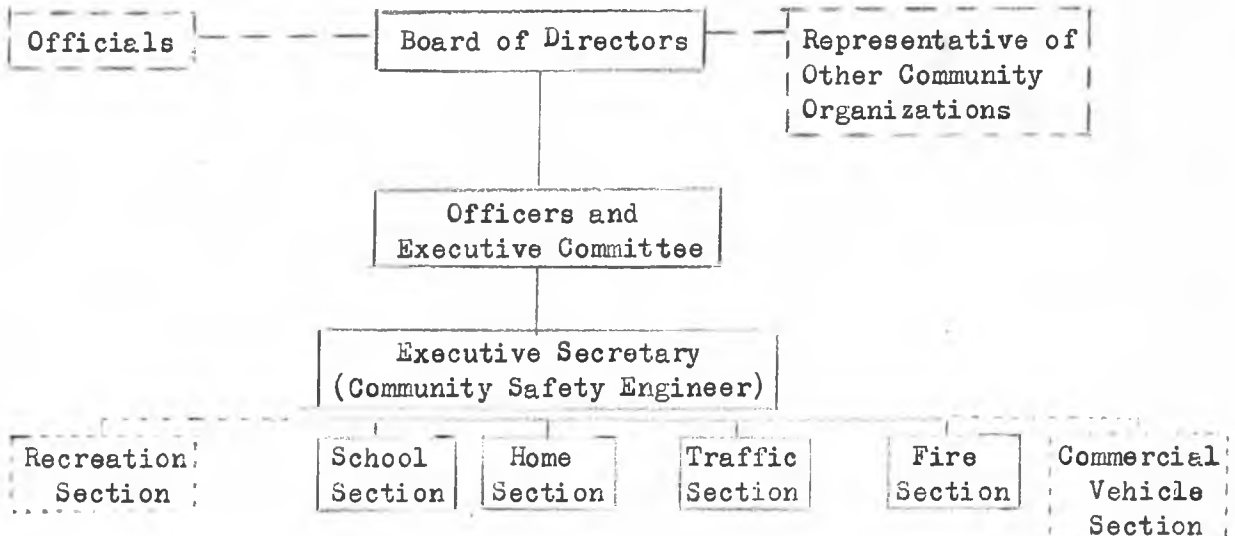 Officials
Board of Directors
Representative of
Other Community
Organizations
Officers and
Executive Committee
Executive Secretary
(Community Safety Engineer)
Recreation
Section
School
Section
Home
Section
Traffic
Section
Fire
Section
Commercial
Vehicle
Section